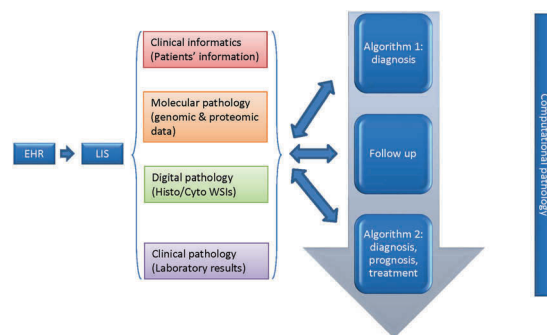 EHR
LIS
Clinical informatics
(Patients' information)
Molecular pathology
(genomic & proteomic
data)
Digital pathology
(Histo/Cyto WSIs)
Clinical pathology
(Laboratory results)
Algorithm 1:
diagnosis
Follow up
Algorithm 2:
diagnosis,
prognosis,
treatment
Computational pathology